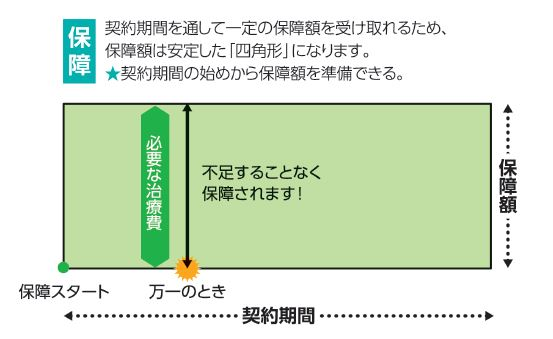 保障
契約期間を通して一定の保障額を受け取れるため、
保障額は安定した「四角形」になります。
★契約期間の始めから保障額を準備できる。
必要な治療費
不足することなく
保障されます!
保障額
保障スタート
万一のとき
契約期間